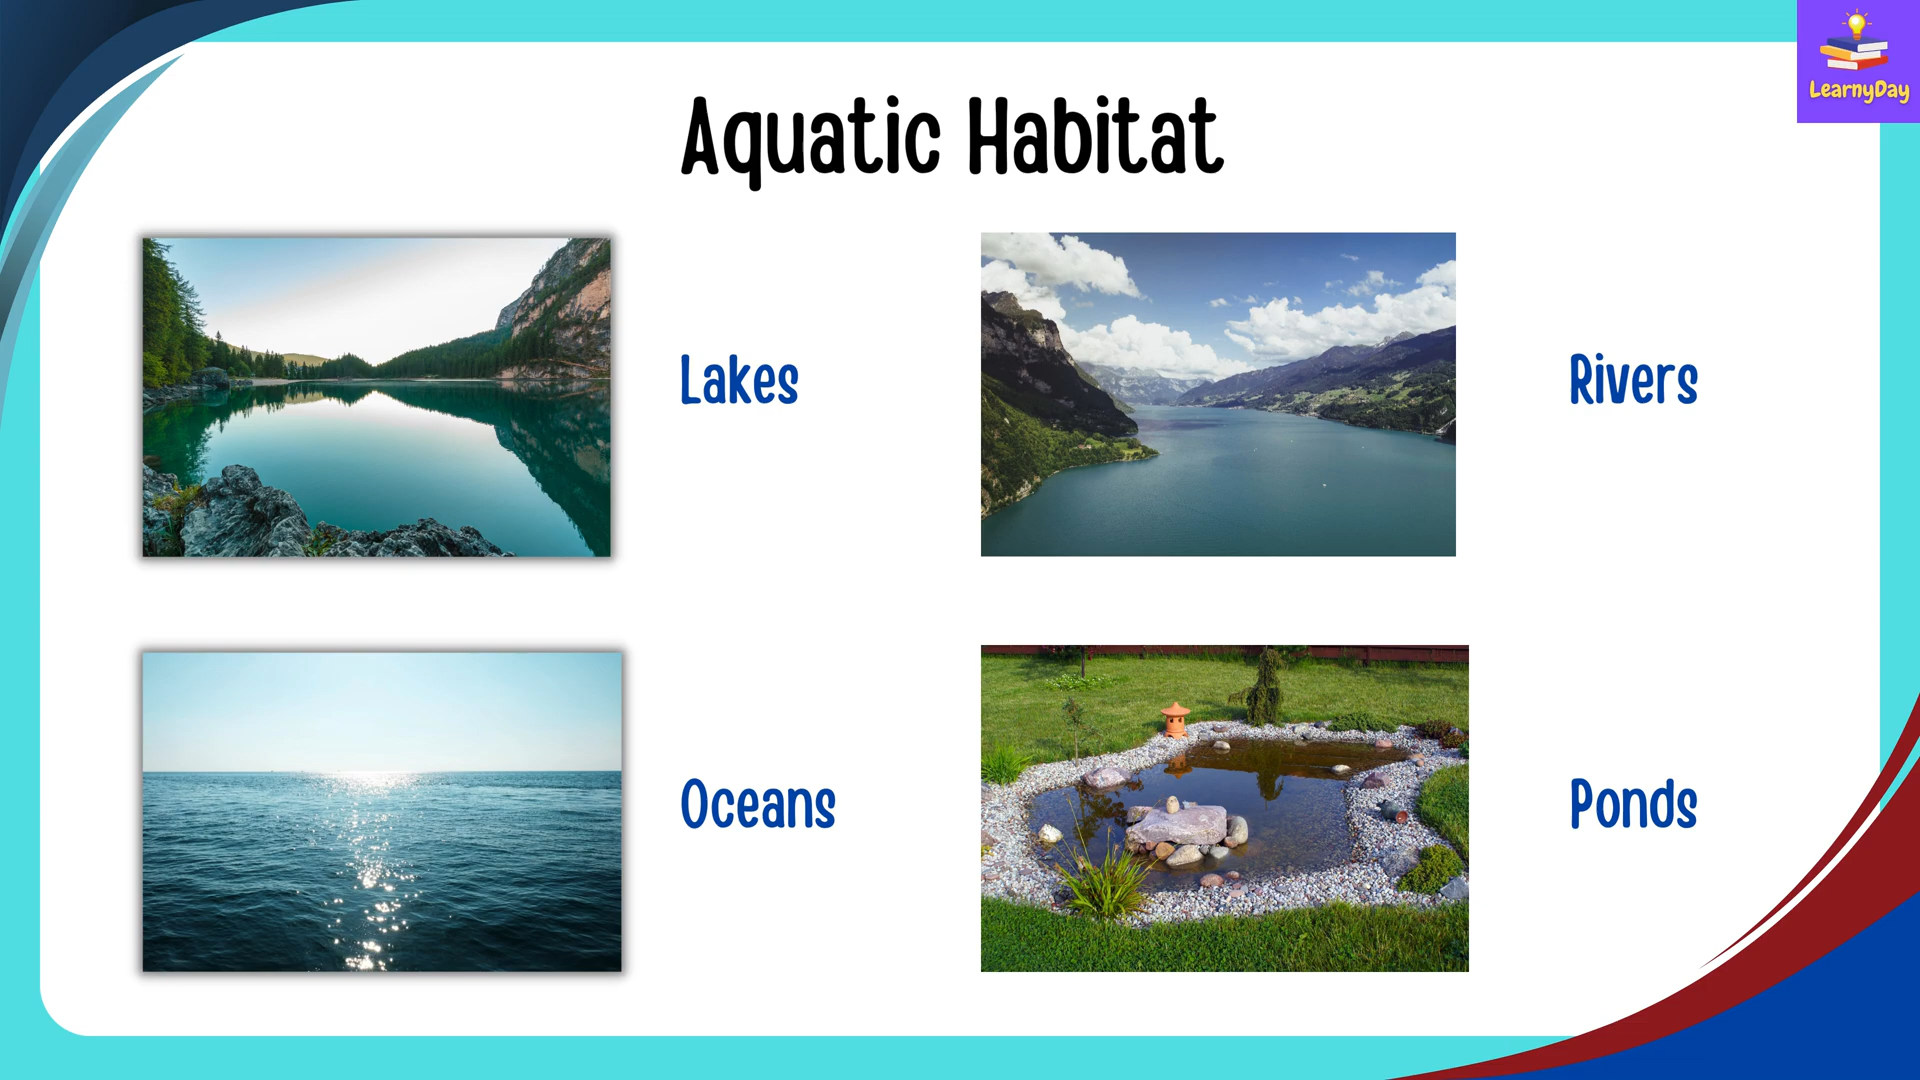 LearnyDay
Aquatic Habitat
Lakes
Rivers
Oceans
Ponds